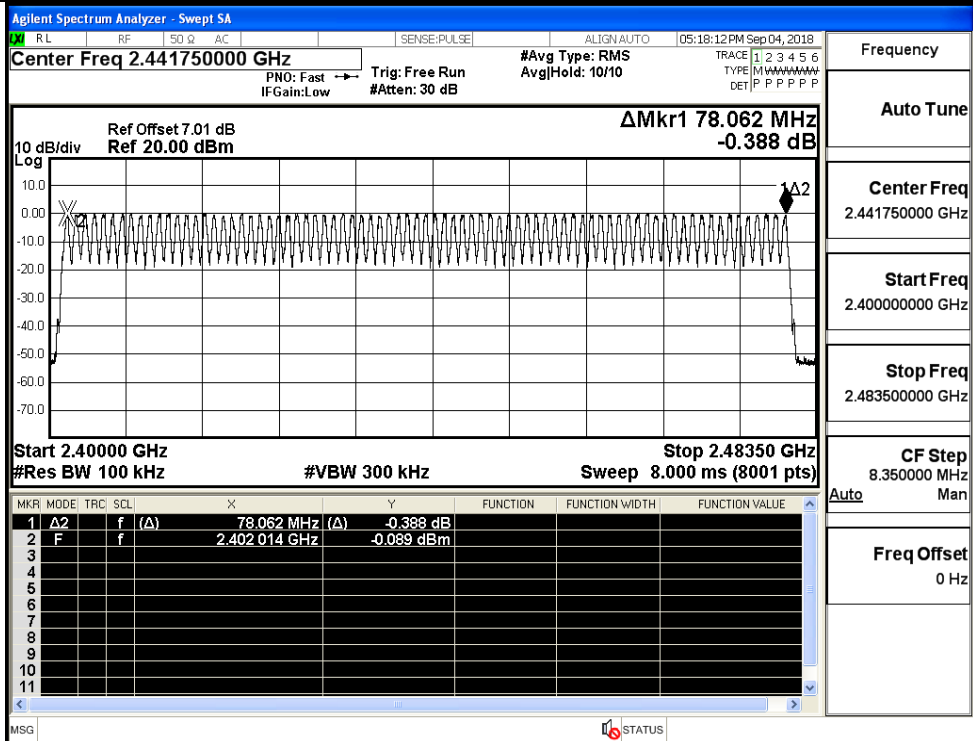 Agilent Spectrum Analyzer - Swept SA
LXI RL RF 50 Ω AC SENSE:PULSE ALIGN AUTO 05:18:12 PM Sep 04, 2018
Center Freq 2.441750000 GHz
PNO: Fast
IFGain:Low
Trig: Free Run
#Atten: 30 dB
#Avg Type: RMS
Avg|Hold: 10/10
TRACE 1 2 3 4 5 6
TYPE M WWWWW
DET P P P P P P
ΔMkr1 78.062 MHz
-0.388 dB
Ref Offset 7.01 dB
10 dB/div Ref 20.00 dBm
Log
10.0
0.00
-10.0
-20.0
-30.0
-40.0
-50.0
-60.0
-70.0
2
1Δ2
Start 2.40000 GHz Stop 2.48350 GHz
#Res BW 100 kHz #VBW 300 kHz Sweep 8.000 ms (8001 pts)
MKR MODE TRC SCL X Y FUNCTION FUNCTION WIDTH FUNCTION VALUE
1 Δ2 f (Δ) 78.062 MHz (Δ) -0.388 dB
2 F f 2.402 014 GHz -0.089 dBm
3
4
5
6
7
8
9
10
11
MSG STATUS
Frequency
Auto Tune
Center Freq
2.441750000 GHz
Start Freq
2.400000000 GHz
Stop Freq
2.483500000 GHz
CF Step
8.350000 MHz
Auto Man
Freq Offset
0 Hz